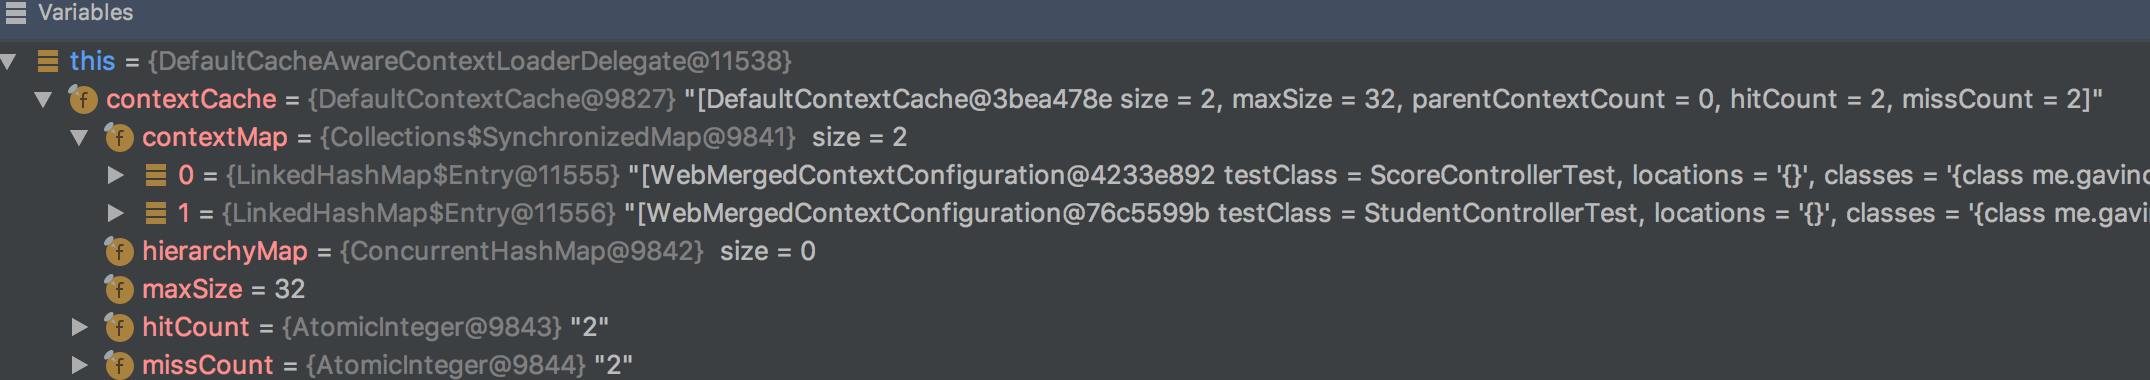 Variables
this = {DefaultCacheAwareContextLoaderDelegate@11538}
f contextCache = {DefaultContextCache@9827} "[DefaultContextCache@3bea478e size = 2, maxSize = 32, parentContextCount = 0, hitCount = 2, missCount = 2]"
f contextMap = {Collections$SynchronizedMap@9841} size = 2
0 = {LinkedHashMap$Entry@11555} "[WebMergedContextConfiguration@4233e892 testClass = ScoreControllerTest, locations = '{}', classes = '{class me.gavinc
1 = {LinkedHashMap$Entry@11556} "[WebMergedContextConfiguration@76c5599b testClass = StudentControllerTest, locations = '{}', classes = '{class me.gavi
f hierarchyMap = {ConcurrentHashMap@9842} size = 0
f maxSize = 32
f hitCount = {AtomicInteger@9843} "2"
f missCount = {AtomicInteger@9844} "2"